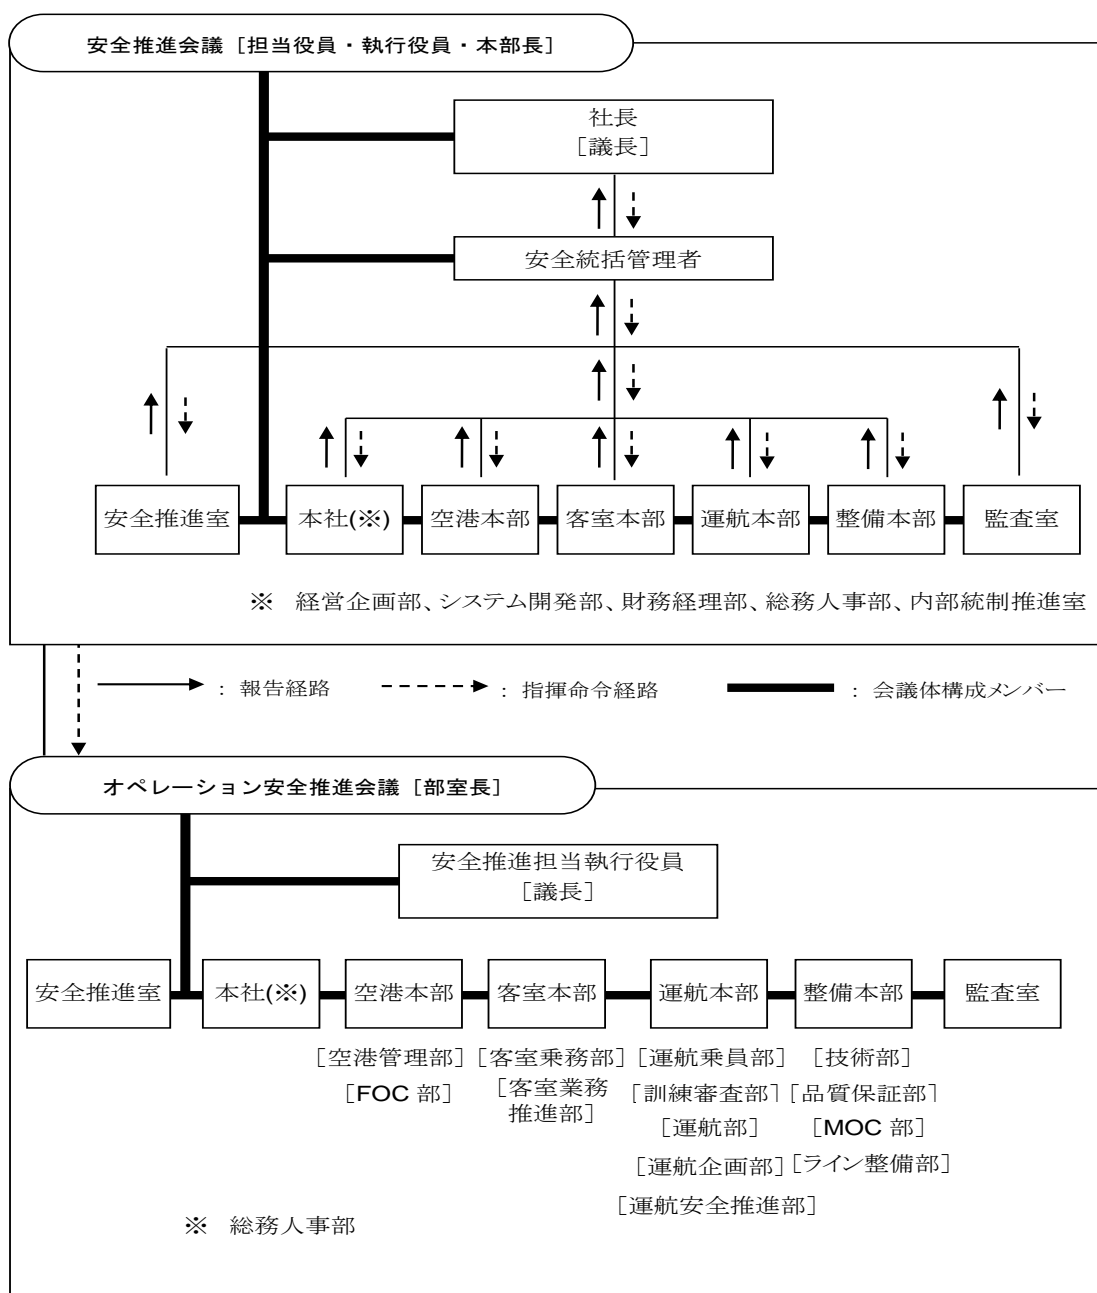 安全推進会議［担当役員・執行役員・本部長］
社長
［議長］
安全統括管理者
安全推進室
本社(※)
空港本部
客室本部
運航本部
整備本部
監査室
※　経営企画部、システム開発部、財務経理部、総務人事部、内部統制推進室
：報告経路
：指揮命令経路
：会議体構成メンバー
オペレーション安全推進会議［部室長］
安全推進担当執行役員
［議長］
安全推進室
本社(※)
空港本部
客室本部
運航本部
整備本部
監査室
［空港管理部］
［FOC 部］
［客室乗務部］
［客室業務
推進部］
［運航乗員部］
［訓練審査部］
［運航部］
［運航企画部］
［運航安全推進部］
［技術部］
［品質保証部］
［MOC 部］
［ライン整備部］
※　総務人事部